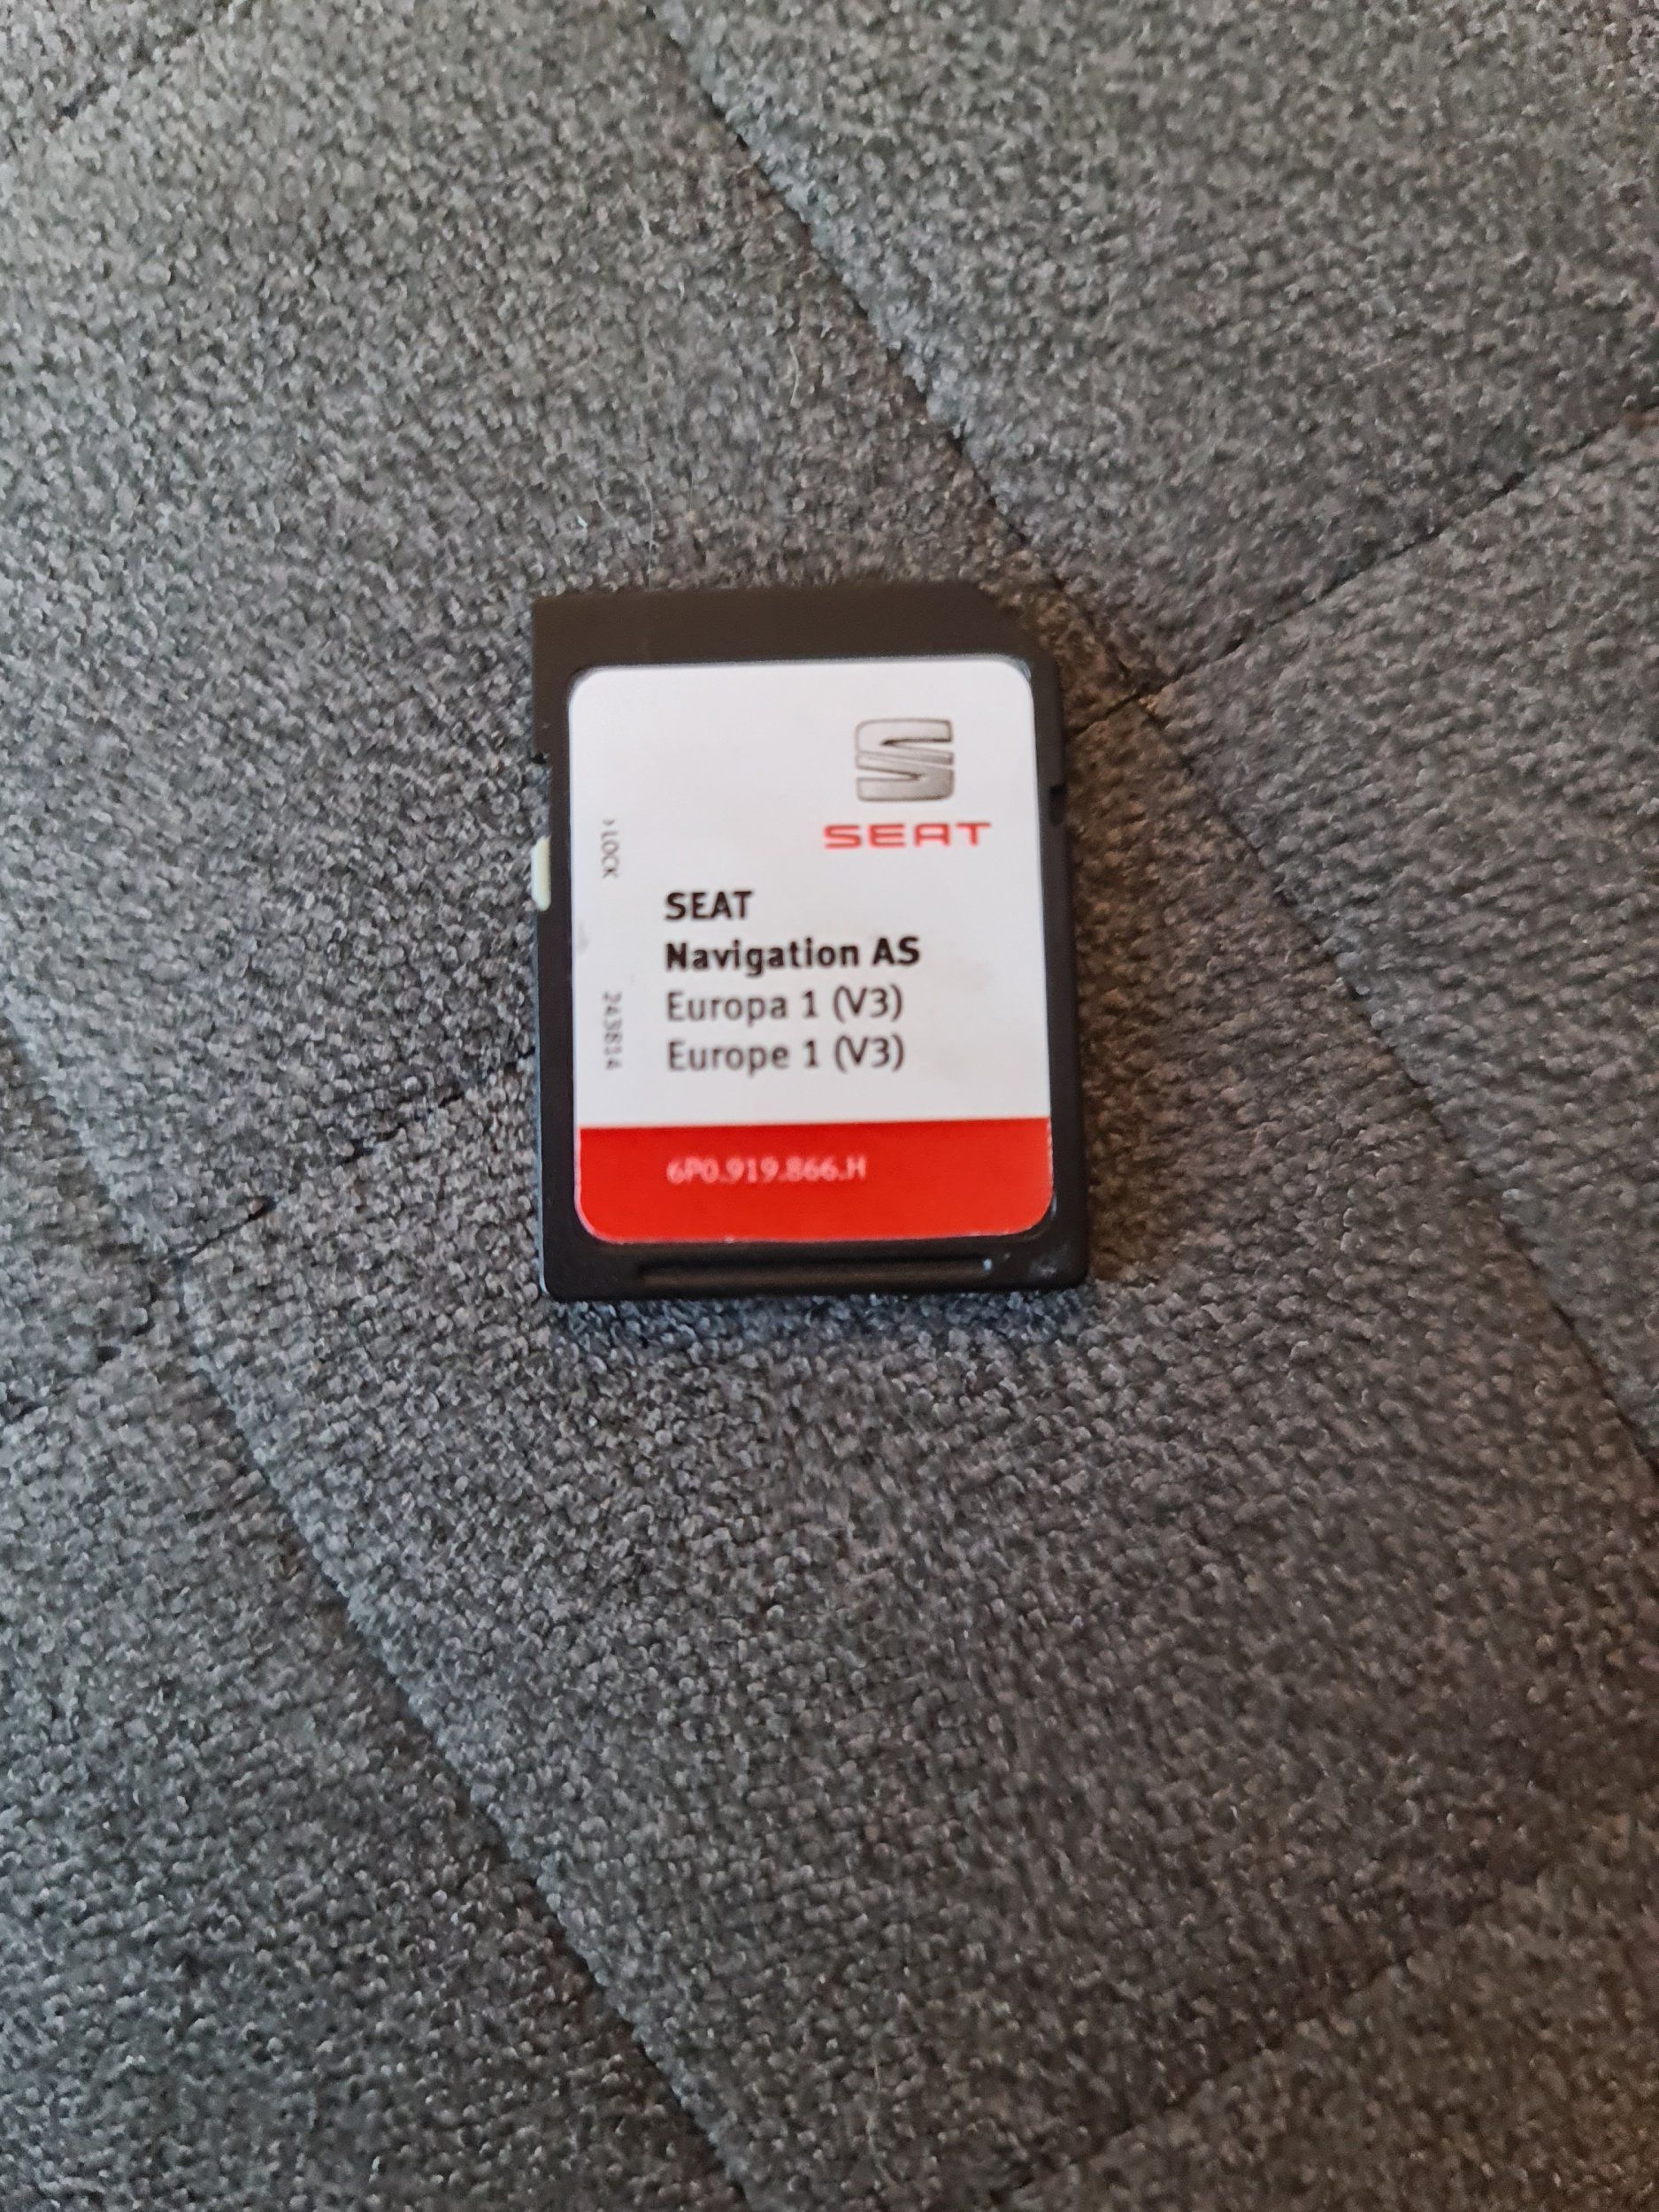 SEAT
SEAT
Navigation AS
Europa 1 (V3)
Europe 1 (V3)
6P0.919.866.H
>LOCK
243814